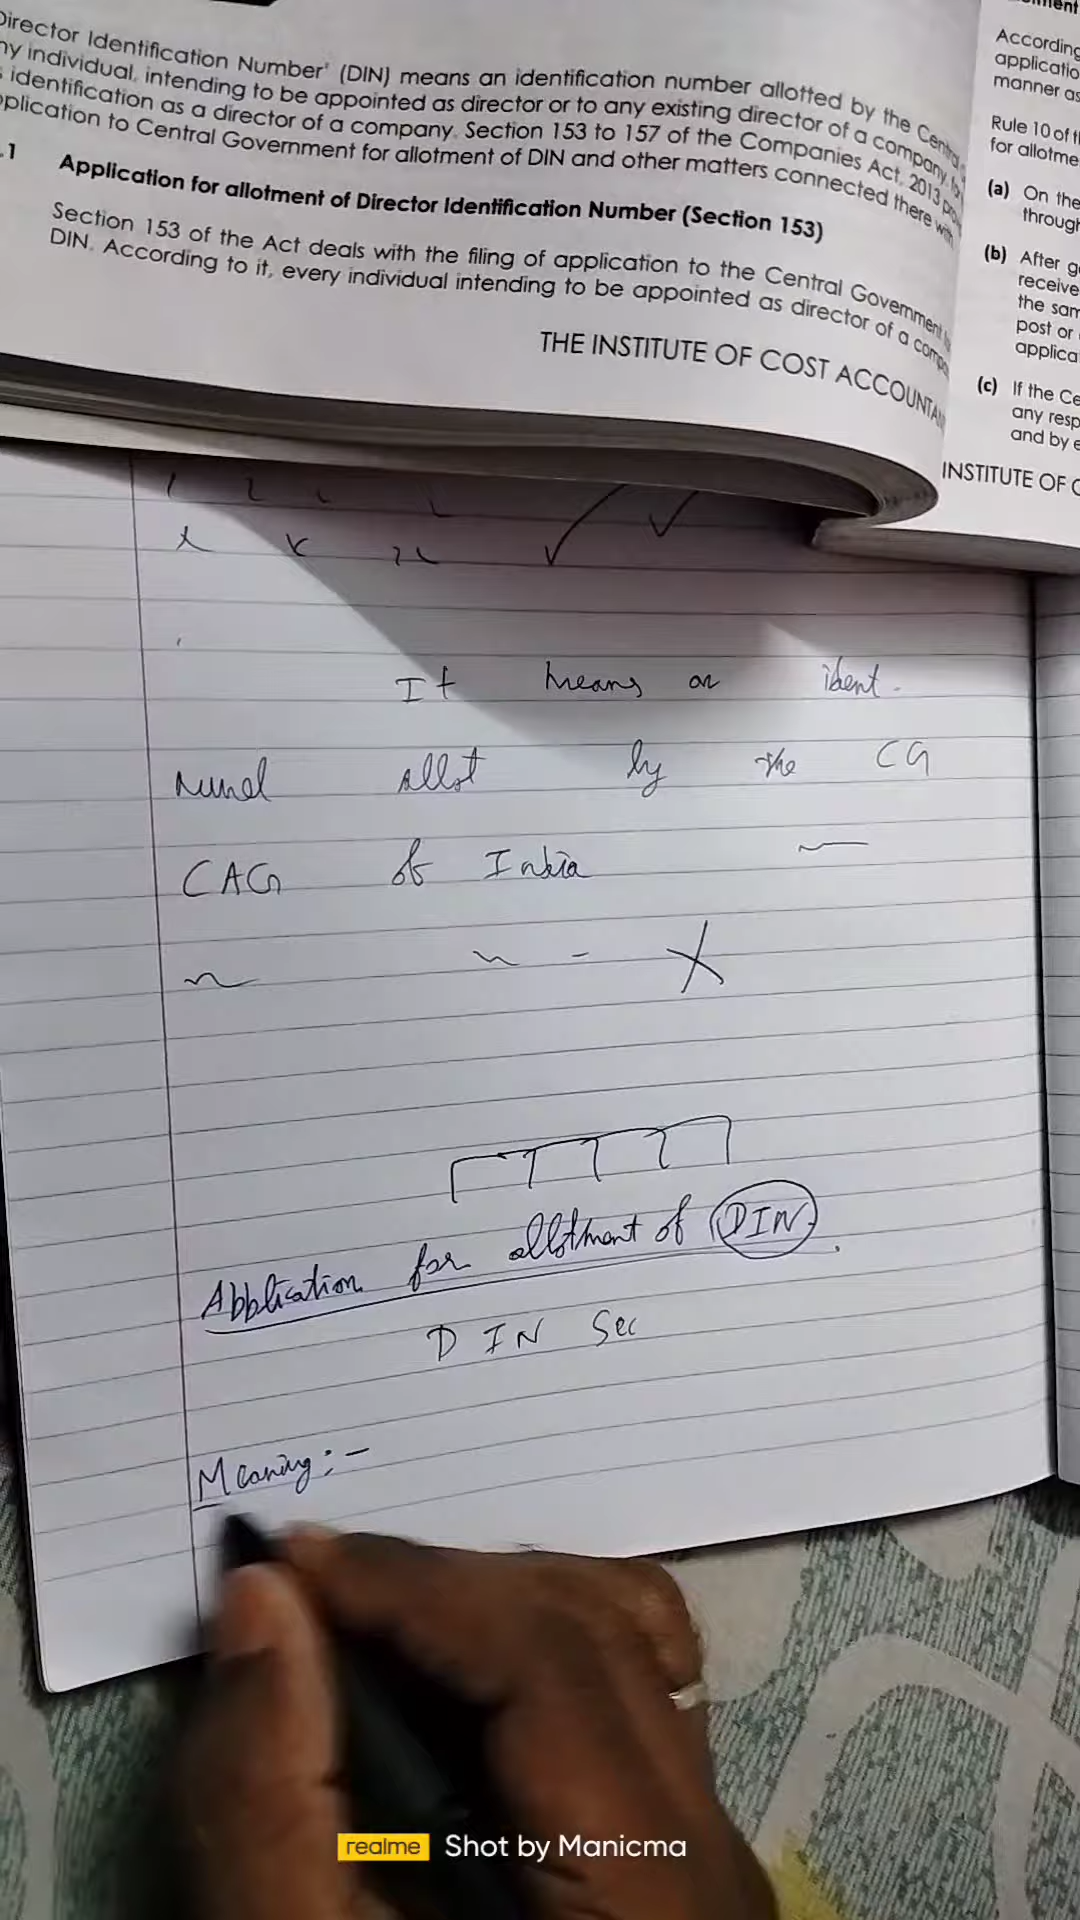 Director Identification Number' (DIN) means an identification number allotted by the Central
ny individual, intending to be appointed as director or to any existing director of a company, for
identification as a director of a company. Section 153 to 157 of the Companies Act, 2013 prov
plication to Central Government for allotment of DIN and other matters connected there with
.1 Application for allotment of Director Identification Number (Section 153)
Section 153 of the Act deals with the filing of application to the Central Government
DIN. According to it, every individual intending to be appointed as director of a comp
THE INSTITUTE OF COST ACCOUNTAN
According
applicatio
manner as
Rule 10 of th
for allotme
(a) On the
through
(b) After g
receive
the sam
post or
applica
(c) If the Ce
any resp
and by e
INSTITUTE OF C
It means an ident.
allot by the CG
CAG of India
Application for allotment of DIN.
DIN Sec
Meaning:-
realme Shot by Manicma